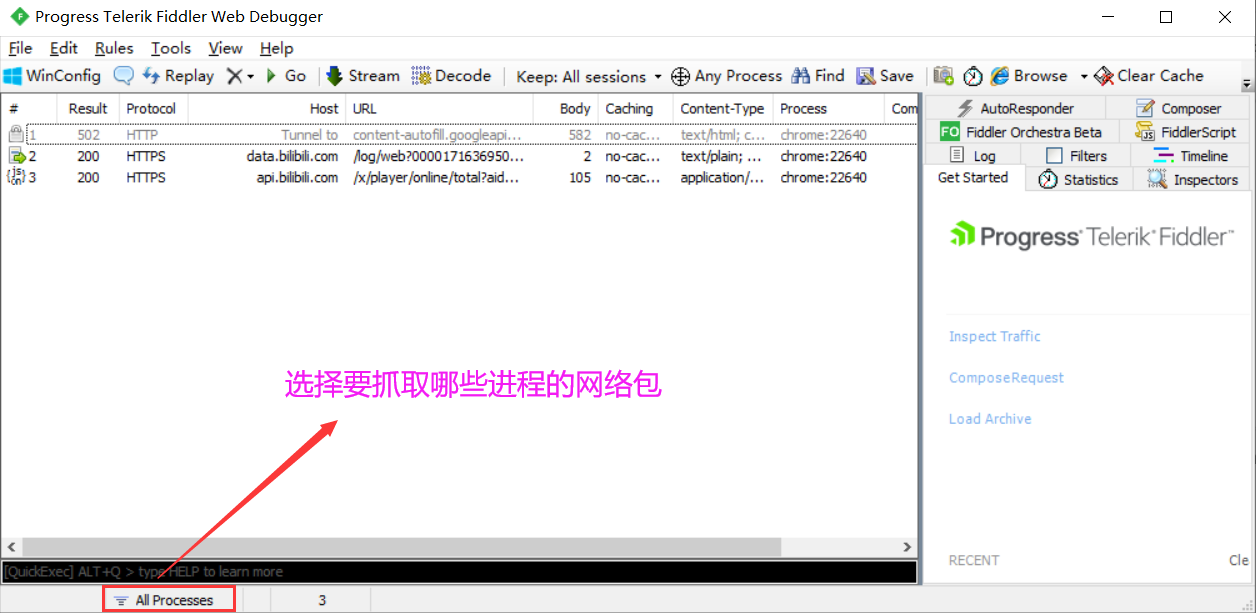 Progress Telerik Fiddler Web Debugger
File Edit Rules Tools View Help
WinConfig Replay Go Stream Decode Keep: All sessions Any Process Find Save Browse Clear Cache
# Result Protocol Host URL Body Caching Content-Type Process Com
1 502 HTTP Tunnel to content-autofill.googleapi... 582 no-cac... text/html; c... chrome:22640
2 200 HTTPS data.bilibili.com /log/web?0000171636950... 2 no-cac... text/plain; ... chrome:22640
3 200 HTTPS api.bilibili.com /x/player/online/total?aid... 105 no-cac... application/... chrome:22640
AutoResponder Composer
FO Fiddler Orchestra Beta FiddlerScript
Log Filters Timeline
Get Started Statistics Inspectors
Progress Telerik Fiddler
Inspect Traffic
ComposeRequest
Load Archive
选择要抓取哪些进程的网络包
RECENT Cle
[QuickExec] ALT+Q > type HELP to learn more
All Processes 3